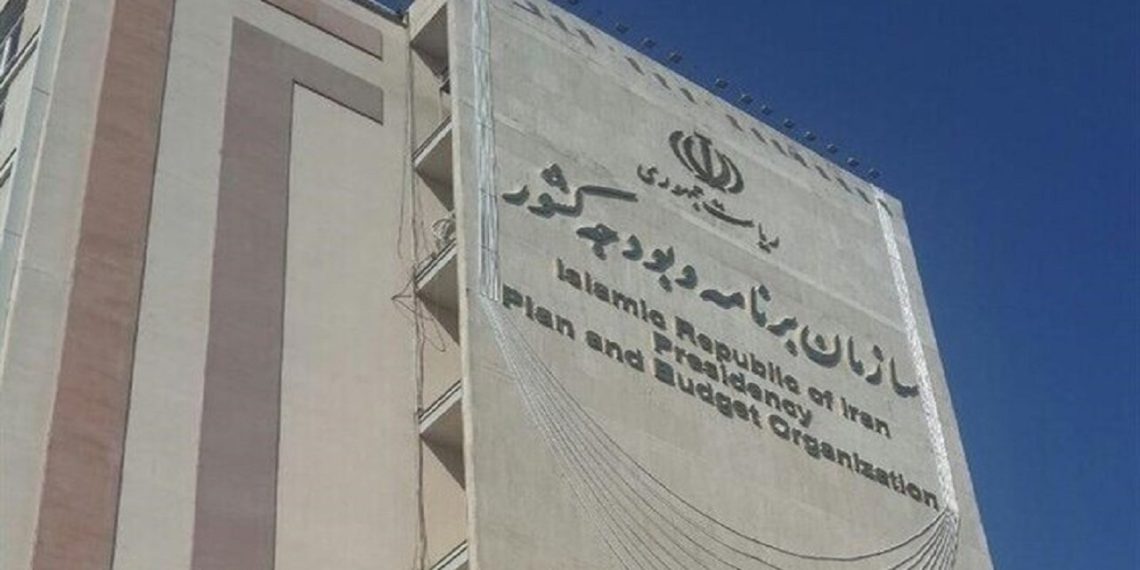 ریاست جمهوری
سازمان برنامه و بودجه کشور
Islamic Republic of Iran
Presidency
Plan and Budget Organization